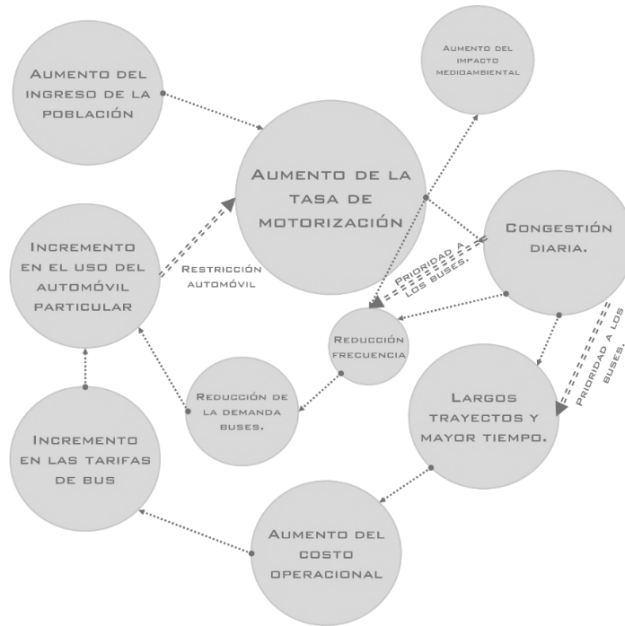 AUMENTO DEL
INGRESO DE LA
POBLACIÓN
AUMENTO DEL
IMPACTO
MEDIOAMBIENTAL
AUMENTO DE LA
TASA DE
MOTORIZACIÓN
CONGESTIÓN
DIARIA.
INCREMENTO
EN EL USO DEL
AUTOMÓVIL
PARTICULAR
RESTRICCIÓN
AUTOMÓVIL
PRIORIDAD A
LOS BUSES.
REDUCCIÓN
FRECUENCIA
PRIORIDAD A LOS
BUSES.
REDUCCIÓN DE
LA DEMANDA
BUSES.
LARGOS
TRAYECTOS Y
MAYOR TIEMPO.
INCREMENTO
EN LAS TARIFAS
DE BUS
AUMENTO DEL
COSTO
OPERACIONAL